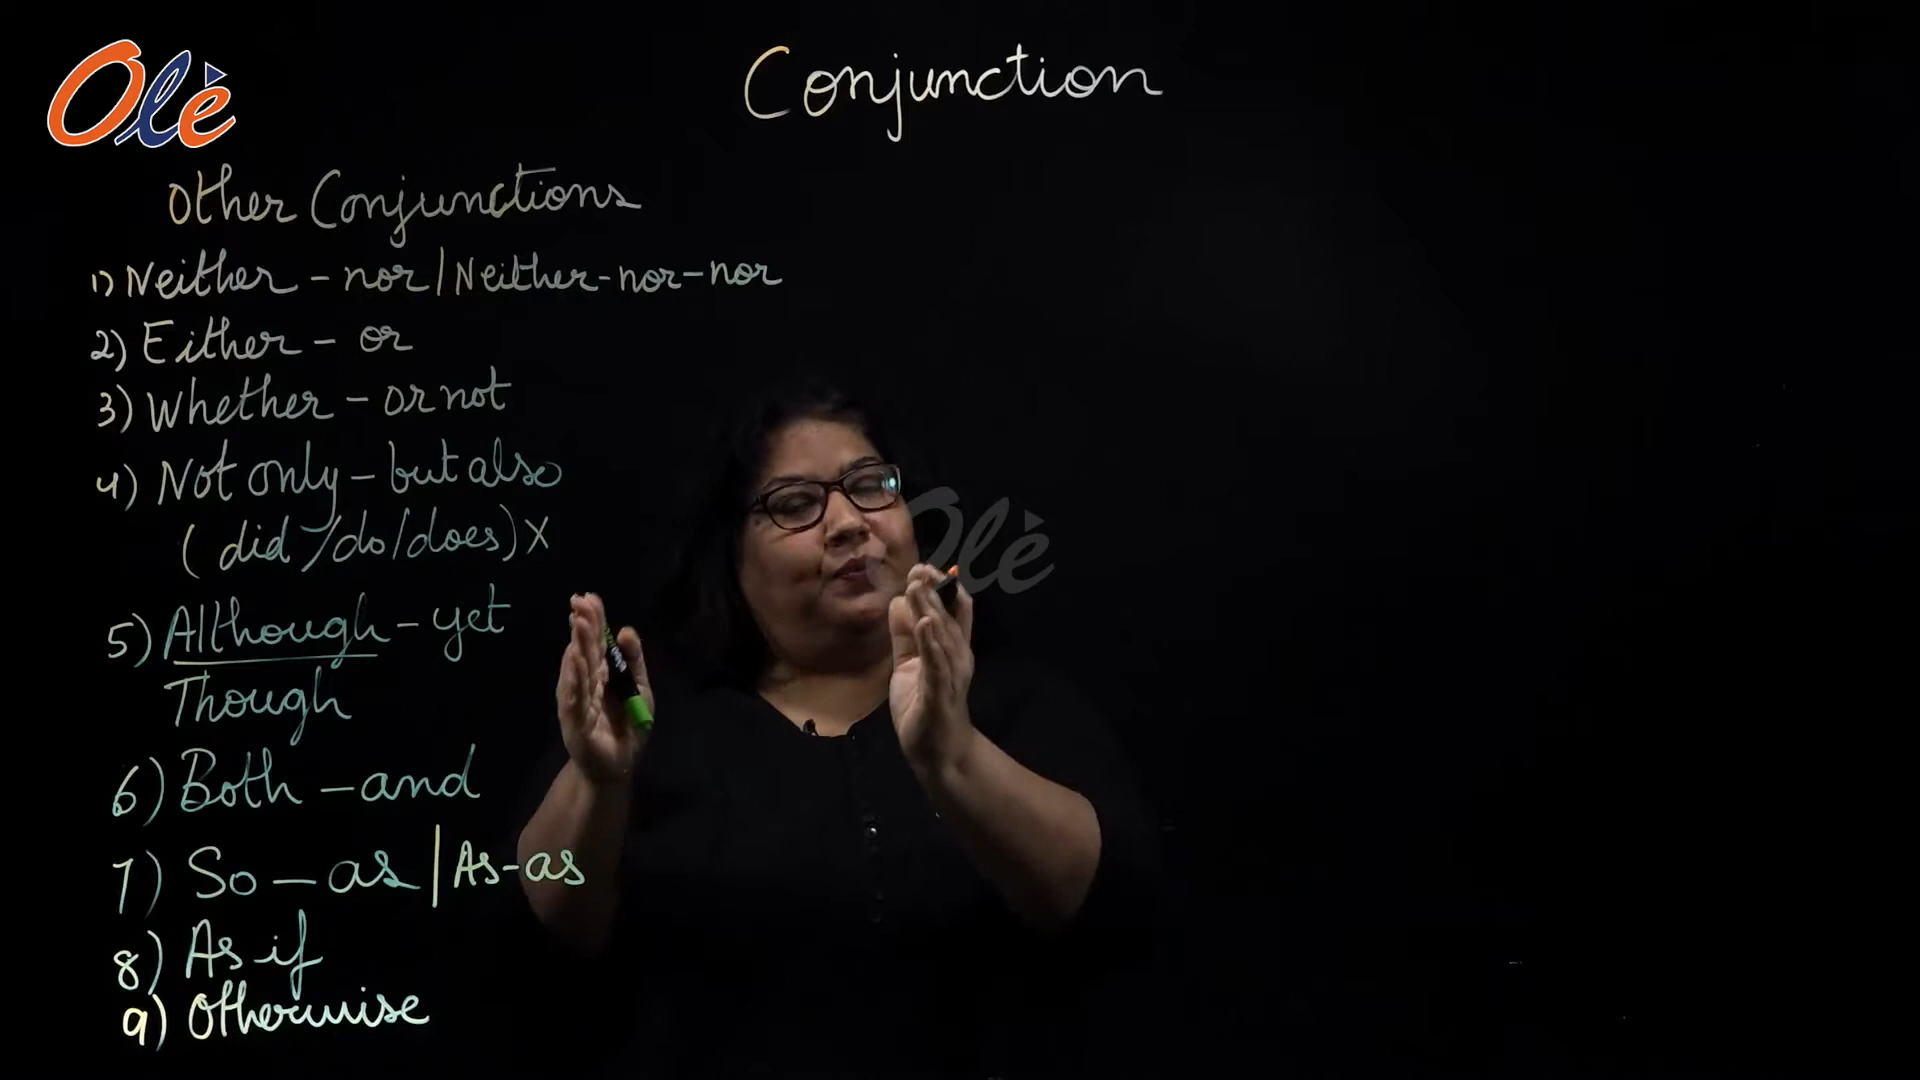 Olè
Conjunction
Other Conjunctions
1) Neither - nor | Neither-nor-nor
2) Either - or
3) Whether - or not
4) Not only - but also
(did/do/does) X
5) Although - yet
Though
6) Both - and
7) So - as | As-as
8) As if
9) Otherwise
Olè